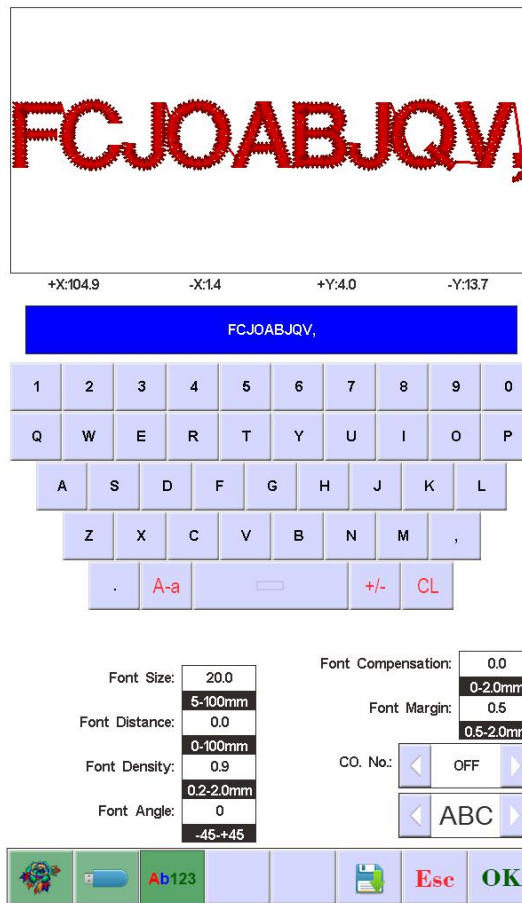 FCJOABJQV,
+X:104.9 -X:1.4 +Y:4.0 -Y:13.7
FCJOABJQV,
1 2 3 4 5 6 7 8 9 0
Q W E R T Y U I O P
A S D F G H J K L
Z X C V B N M ,
. A-a +/- CL
Font Size: 20.0
5-100mm
Font Distance: 0.0
0-100mm
Font Density: 0.9
0.2-2.0mm
Font Angle: 0
-45-+45
Font Compensation: 0.0
0-2.0mm
Font Margin: 0.5
0.5-2.0mm
CO. No.: OFF
ABC
Ab123 Esc OK